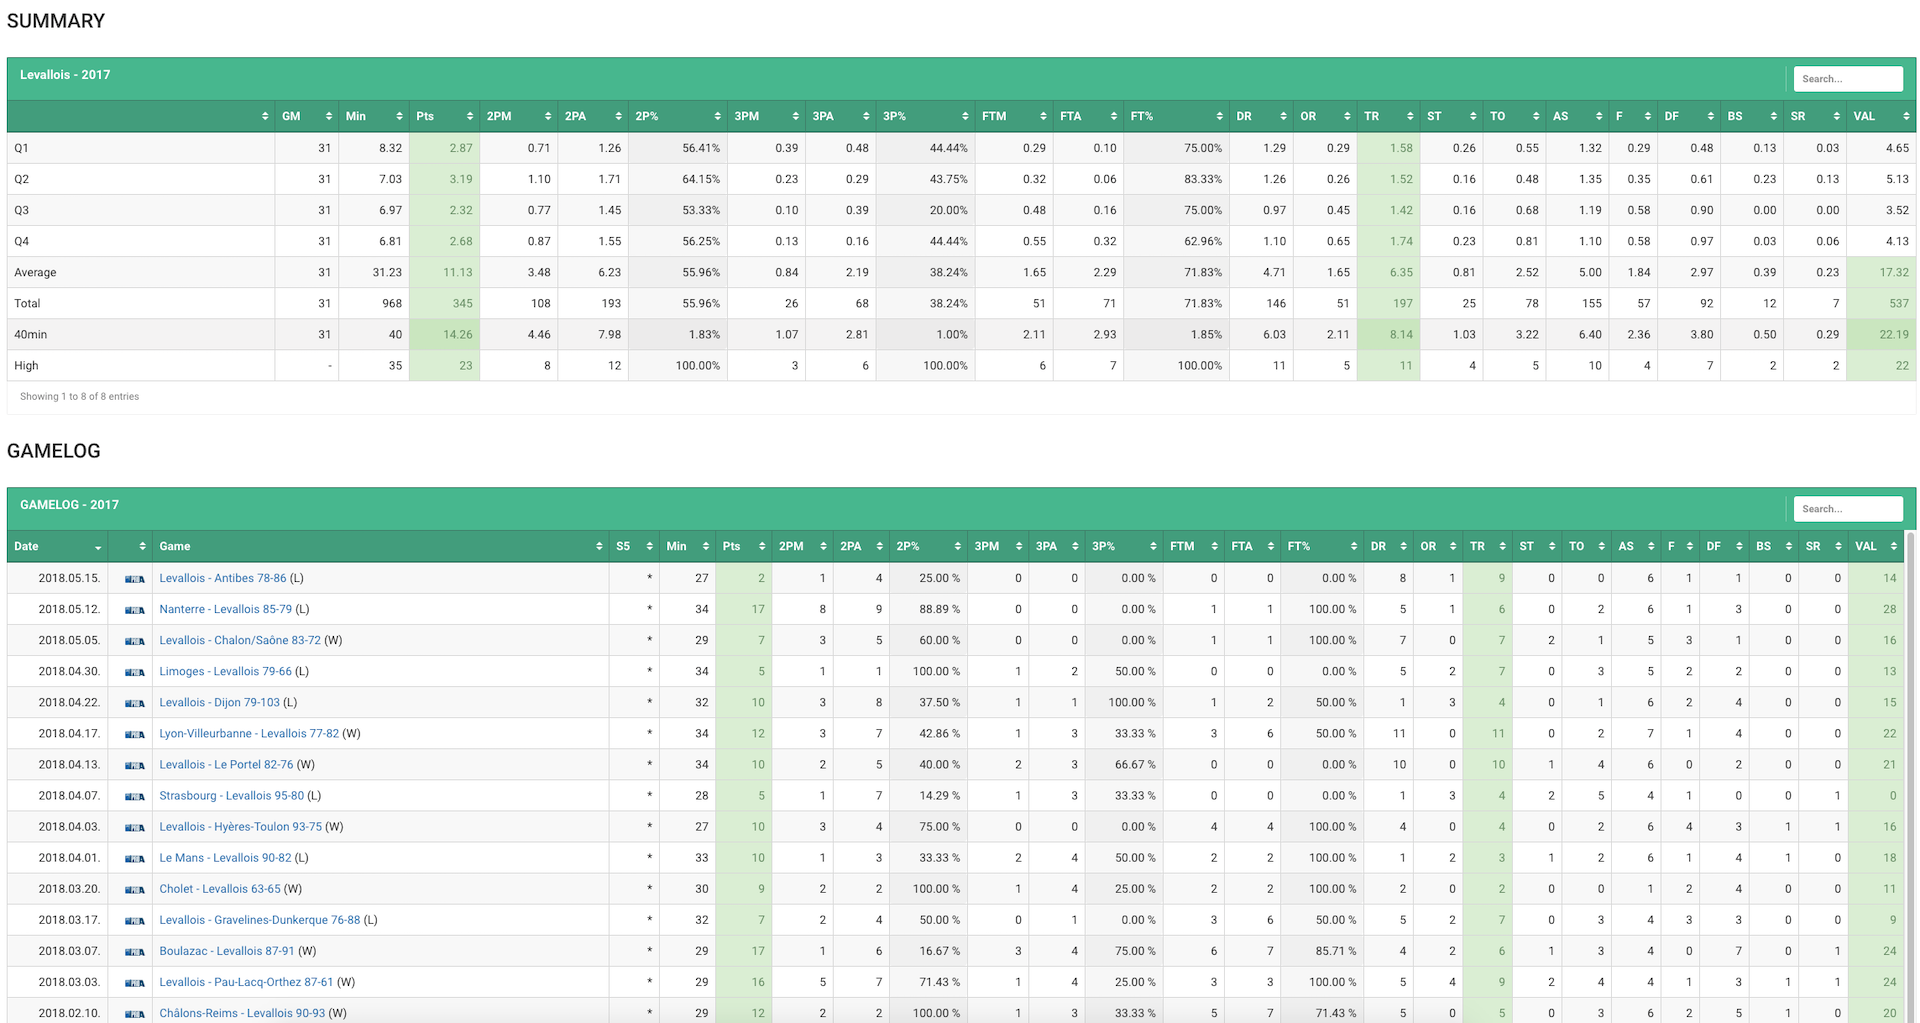 SUMMARY
Levallois - 2017 Search...
GM Min Pts 2PM 2PA 2P% 3PM 3PA 3P% FTM FTA FT% DR OR TR ST TO AS F DF BS SR VAL
Q1 31 8.32 2.87 0.71 1.26 56.41% 0.39 0.48 44.44% 0.29 0.10 75.00% 1.29 0.29 1.58 0.26 0.55 1.32 0.29 0.48 0.13 0.03 4.65
Q2 31 7.03 3.19 1.10 1.71 64.15% 0.23 0.29 43.75% 0.32 0.06 83.33% 1.26 0.26 1.52 0.16 0.48 1.35 0.35 0.61 0.23 0.13 5.13
Q3 31 6.97 2.32 0.77 1.45 53.33% 0.10 0.39 20.00% 0.48 0.16 75.00% 0.97 0.45 1.42 0.16 0.68 1.19 0.58 0.90 0.00 0.00 3.52
Q4 31 6.81 2.68 0.87 1.55 56.25% 0.13 0.16 44.44% 0.55 0.32 62.96% 1.10 0.65 1.74 0.23 0.81 1.10 0.58 0.97 0.03 0.06 4.13
Average 31 31.23 11.13 3.48 6.23 55.96% 0.84 2.19 38.24% 1.65 2.29 71.83% 4.71 1.65 6.35 0.81 2.52 5.00 1.84 2.97 0.39 0.23 17.32
Total 31 968 345 108 193 55.96% 26 68 38.24% 51 71 71.83% 146 51 197 25 78 155 57 92 12 7 537
40min 31 40 14.26 4.46 7.98 1.83% 1.07 2.81 1.00% 2.11 2.93 1.85% 6.03 2.11 8.14 1.03 3.22 6.40 2.36 3.80 0.50 0.29 22.19
High - 35 23 8 12 100.00% 3 6 100.00% 6 7 100.00% 11 5 11 4 5 10 4 7 2 2 22
Showing 1 to 8 of 8 entries
GAMELOG
GAMELOG - 2017 Search...
Date Game S5 Min Pts 2PM 2PA 2P% 3PM 3PA 3P% FTM FTA FT% DR OR TR ST TO AS F DF BS SR VAL
2018.05.15. Levallois - Antibes 78-86 (L) * 27 2 1 4 25.00 % 0 0 0.00 % 0 0 0.00 % 8 1 9 0 0 6 1 1 0 0 14
2018.05.12. Nanterre - Levallois 85-79 (L) * 34 17 8 9 88.89 % 0 0 0.00 % 1 1 100.00 % 5 1 6 0 2 6 1 3 0 0 28
2018.05.05. Levallois - Chalon/Saône 83-72 (W) * 29 7 3 5 60.00 % 0 0 0.00 % 1 1 100.00 % 7 0 7 2 1 5 3 1 0 0 16
2018.04.30. Limoges - Levallois 79-66 (L) * 34 5 1 1 100.00 % 1 2 50.00 % 0 0 0.00 % 5 2 7 0 3 5 2 2 0 0 13
2018.04.22. Levallois - Dijon 79-103 (L) * 32 10 3 8 37.50 % 1 1 100.00 % 1 2 50.00 % 1 3 4 0 1 6 2 4 0 0 15
2018.04.17. Lyon-Villeurbanne - Levallois 77-82 (W) * 34 12 3 7 42.86 % 1 3 33.33 % 3 6 50.00 % 11 0 11 0 2 7 1 4 0 0 22
2018.04.13. Levallois - Le Portel 82-76 (W) * 34 10 2 5 40.00 % 2 3 66.67 % 0 0 0.00 % 10 0 10 1 4 6 0 2 0 0 21
2018.04.07. Strasbourg - Levallois 95-80 (L) * 28 5 1 7 14.29 % 1 3 33.33 % 0 0 0.00 % 1 3 4 2 5 4 1 0 0 1 0
2018.04.03. Levallois - Hyères-Toulon 93-75 (W) * 27 10 3 4 75.00 % 0 0 0.00 % 4 4 100.00 % 4 0 4 0 2 6 4 3 1 1 16
2018.04.01. Le Mans - Levallois 90-82 (L) * 33 10 1 3 33.33 % 2 4 50.00 % 2 2 100.00 % 1 2 3 1 2 6 1 4 1 0 18
2018.03.20. Cholet - Levallois 63-65 (W) * 30 9 2 2 100.00 % 1 4 25.00 % 2 2 100.00 % 2 0 2 0 0 1 2 4 0 0 11
2018.03.17. Levallois - Gravelines-Dunkerque 76-88 (L) * 32 7 2 4 50.00 % 0 1 0.00 % 3 6 50.00 % 5 2 7 0 3 4 3 3 0 0 9
2018.03.07. Boulazac - Levallois 87-91 (W) * 29 17 1 6 16.67 % 3 4 75.00 % 6 7 85.71 % 4 2 6 1 3 4 0 7 0 1 24
2018.03.03. Levallois - Pau-Lacq-Orthez 87-61 (W) * 29 16 5 7 71.43 % 1 4 25.00 % 3 3 100.00 % 5 4 9 2 4 4 1 3 1 1 24
2018.02.10. Châlons-Reims - Levallois 90-93 (W) * 29 12 2 2 100.00 % 1 3 33.33 % 5 7 71.43 % 5 0 5 0 3 6 2 5 1 0 20